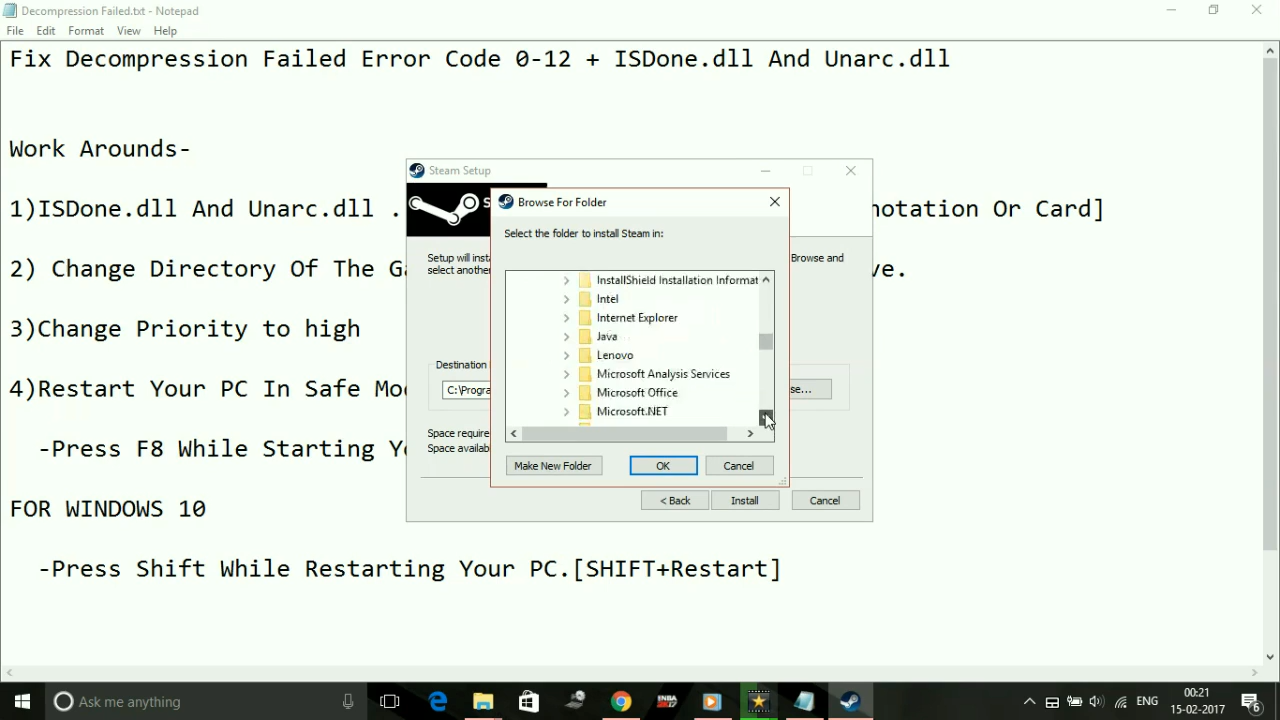 Decompression Failed.txt - Notepad
File Edit Format View Help
Fix Decompression Failed Error Code 0-12 + ISDone.dll And Unarc.dll
Work Arounds-
1)ISDone.dll And Unarc.dll . notation Or Card]
2) Change Directory Of The Ga ve.
3)Change Priority to high
4)Restart Your PC In Safe Mod
-Press F8 While Starting Yo
FOR WINDOWS 10
-Press Shift While Restarting Your PC.[SHIFT+Restart]
Steam Setup
S
Setup will insta Browse and
select another
Destination
C:\Progra se...
Space require
Space availab
< Back Install Cancel
Browse For Folder
Select the folder to install Steam in:
InstallShield Installation Informat
Intel
Internet Explorer
Java
Lenovo
Microsoft Analysis Services
Microsoft Office
Microsoft.NET
Make New Folder OK Cancel
Ask me anything
NBA 2K17
ENG
00:21
15-02-2017
6